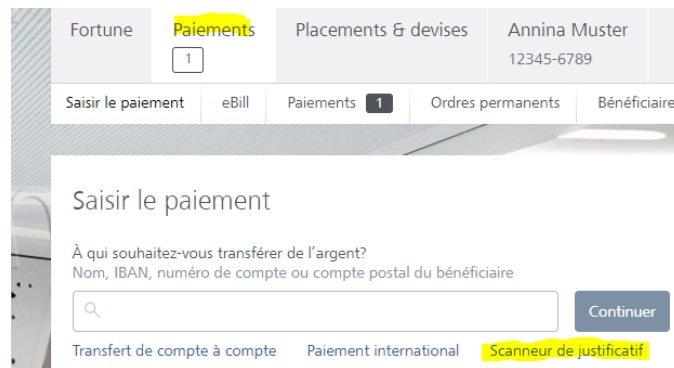 Fortune Paiements Placements & devises Annina Muster
1 12345-6789
Saisir le paiement eBill Paiements 1 Ordres permanents Bénéficiaire
Saisir le paiement
À qui souhaitez-vous transférer de l’argent?
Nom, IBAN, numéro de compte ou compte postal du bénéficiaire
Continuer
Transfert de compte à compte Paiement international Scanneur de justificatif